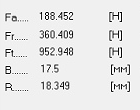 Fa..... 188.452 [H]
Fr..... 360.409 [H]
Ft..... 952.948 [H]
B....... 17.5 [мм]
R....... 18.349 [мм]